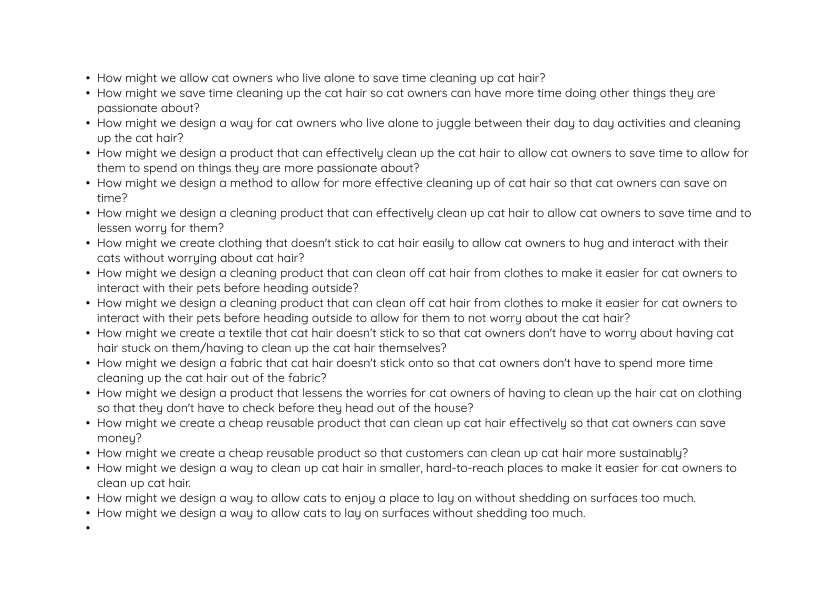 • How might we allow cat owners who live alone to save time cleaning up cat hair?
• How might we save time cleaning up the cat hair so cat owners can have more time doing other things they are
passionate about?
• How might we design a way for cat owners who live alone to juggle between their day to day activities and cleaning
up the cat hair?
• How might we design a product that can effectively clean up the cat hair to allow cat owners to save time to allow for
them to spend on things they are more passionate about?
• How might we design a method to allow for more effective cleaning up of cat hair so that cat owners can save on
time?
• How might we design a cleaning product that can effectively clean up cat hair to allow cat owners to save time and to
lessen worry for them?
• How might we create clothing that doesn't stick to cat hair easily to allow cat owners to hug and interact with their
cats without worrying about cat hair?
• How might we design a cleaning product that can clean off cat hair from clothes to make it easier for cat owners to
interact with their pets before heading outside?
• How might we design a cleaning product that can clean off cat hair from clothes to make it easier for cat owners to
interact with their pets before heading outside to allow for them to not worry about the cat hair?
• How might we create a textile that cat hair doesn't stick to so that cat owners don't have to worry about having cat
hair stuck on them/having to clean up the cat hair themselves?
• How might we design a fabric that cat hair doesn't stick onto so that cat owners don't have to spend more time
cleaning up the cat hair out of the fabric?
• How might we design a product that lessens the worries for cat owners of having to clean up the hair cat on clothing
so that they don't have to check before they head out of the house?
• How might we create a cheap reusable product that can clean up cat hair effectively so that cat owners can save
money?
• How might we create a cheap reusable product so that customers can clean up cat hair more sustainably?
• How might we design a way to clean up cat hair in smaller, hard-to-reach places to make it easier for cat owners to
clean up cat hair.
• How might we design a way to allow cats to enjoy a place to lay on without shedding on surfaces too much.
• How might we design a way to allow cats to lay on surfaces without shedding too much.
•